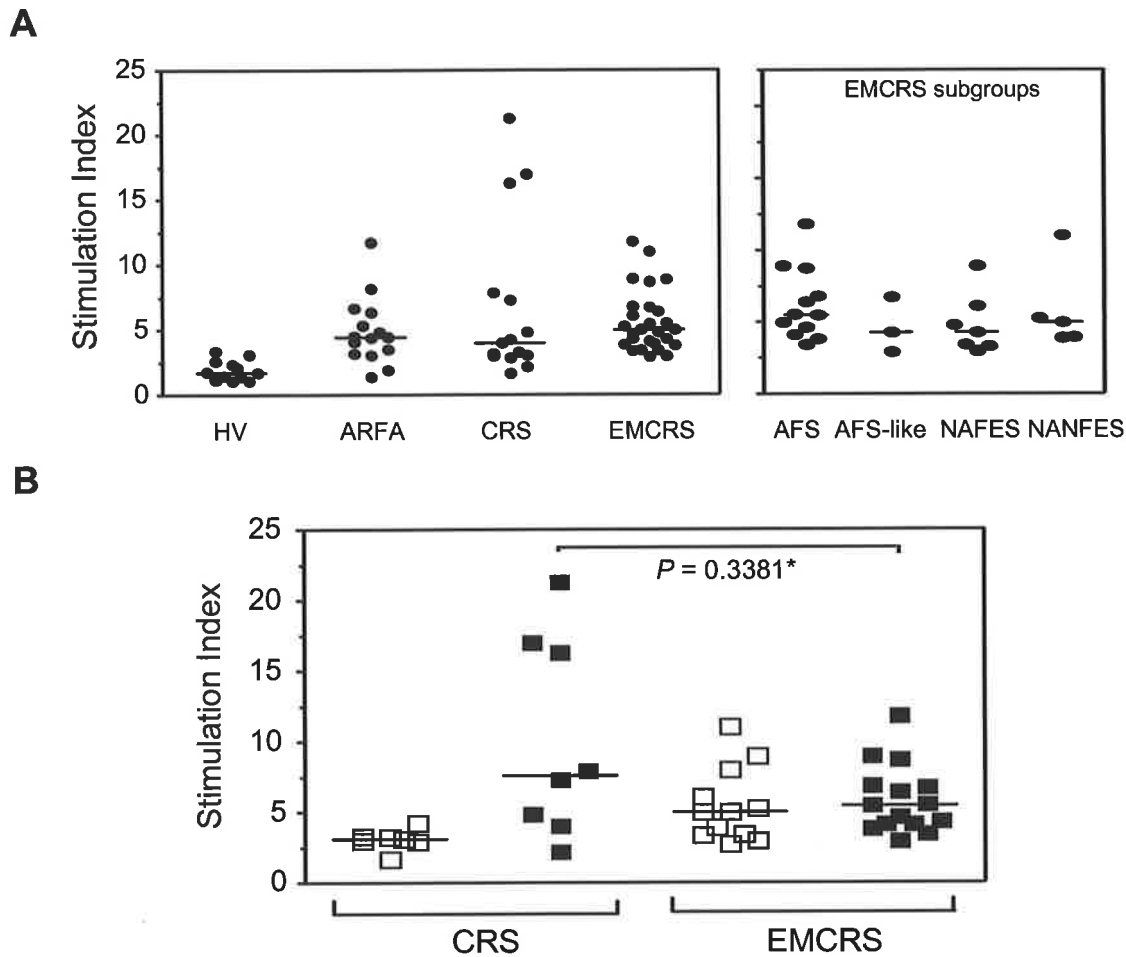 A
25
20
15
10
5
0
Stimulation Index
EMCRS subgroups
HV ARFA CRS EMCRS
AFS AFS-like NAFES NANFES
B
25
20
15
10
5
0
Stimulation Index
P = 0.3381*
CRS EMCRS